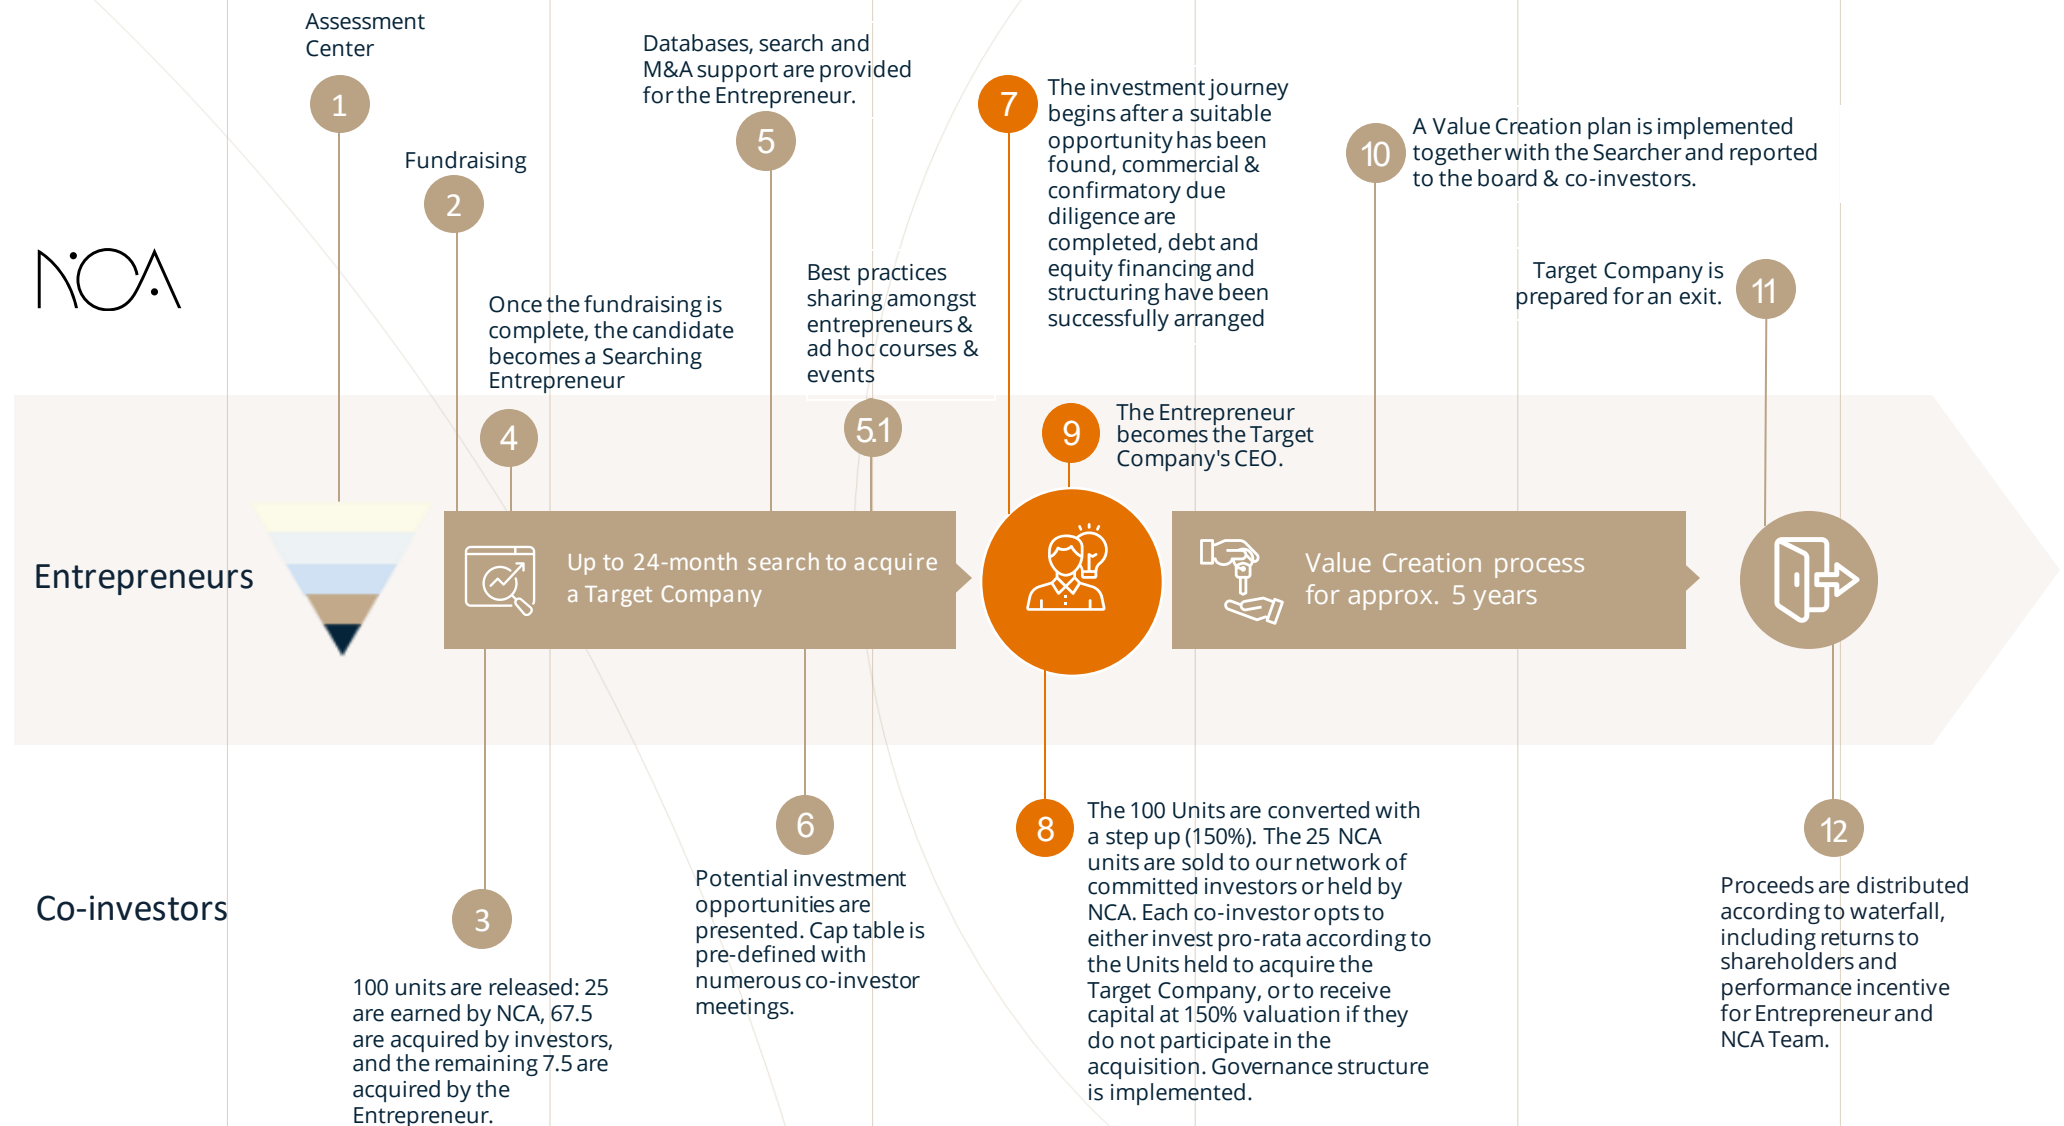 Assessment
Center
1
Fundraising
2
Databases, search and
M&A support are provided
for the Entrepreneur.
5
7
The investment journey
begins after a suitable
opportunity has been
found, commercial &
confirmatory due
diligence are
completed, debt and
equity financing and
structuring have been
successfully arranged
10
A Value Creation plan is implemented
together with the Searcher and reported
to the board & co-investors.
NCA
Once the fundraising is
complete, the candidate
becomes a Searching
Entrepreneur
4
Best practices
sharing amongst
entrepreneurs &
ad hoc courses &
events
5.1
Target Company is
prepared for an exit.
11
9
The Entrepreneur
becomes the Target
Company's CEO.
Entrepreneurs
Up to 24-month search to acquire
a Target Company
Value Creation process
for approx. 5 years
Co-investors
3
100 units are released: 25
are earned by NCA, 67.5
are acquired by investors,
and the remaining 7.5 are
acquired by the
Entrepreneur.
6
Potential investment
opportunities are
presented. Cap table is
pre-defined with
numerous co-investor
meetings.
8
The 100 Units are converted with
a step up (150%). The 25 NCA
units are sold to our network of
committed investors or held by
NCA. Each co-investor opts to
either invest pro-rata according to
the Units held to acquire the
Target Company, or to receive
capital at 150% valuation if they
do not participate in the
acquisition. Governance structure
is implemented.
12
Proceeds are distributed
according to waterfall,
including returns to
shareholders and
performance incentive
for Entrepreneur and
NCA Team.